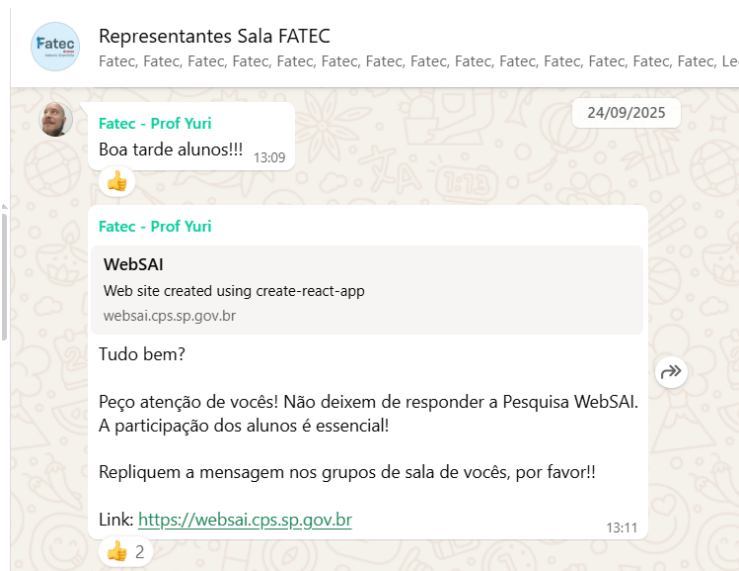 Fatec
Representantes Sala FATEC
Fatec, Fatec, Fatec, Fatec, Fatec, Fatec, Fatec, Fatec, Fatec, Fatec, Fatec, Fatec, Fatec, Fatec, Le
24/09/2025
Fatec - Prof Yuri
Boa tarde alunos!!! 13:09
Fatec - Prof Yuri
WebSAI
Web site created using create-react-app
websai.cps.sp.gov.br
Tudo bem?
Peço atenção de vocês! Não deixem de responder a Pesquisa WebSAI.
A participação dos alunos é essencial!
Repliquem a mensagem nos grupos de sala de vocês, por favor!!
Link: https://websai.cps.sp.gov.br
13:11
2